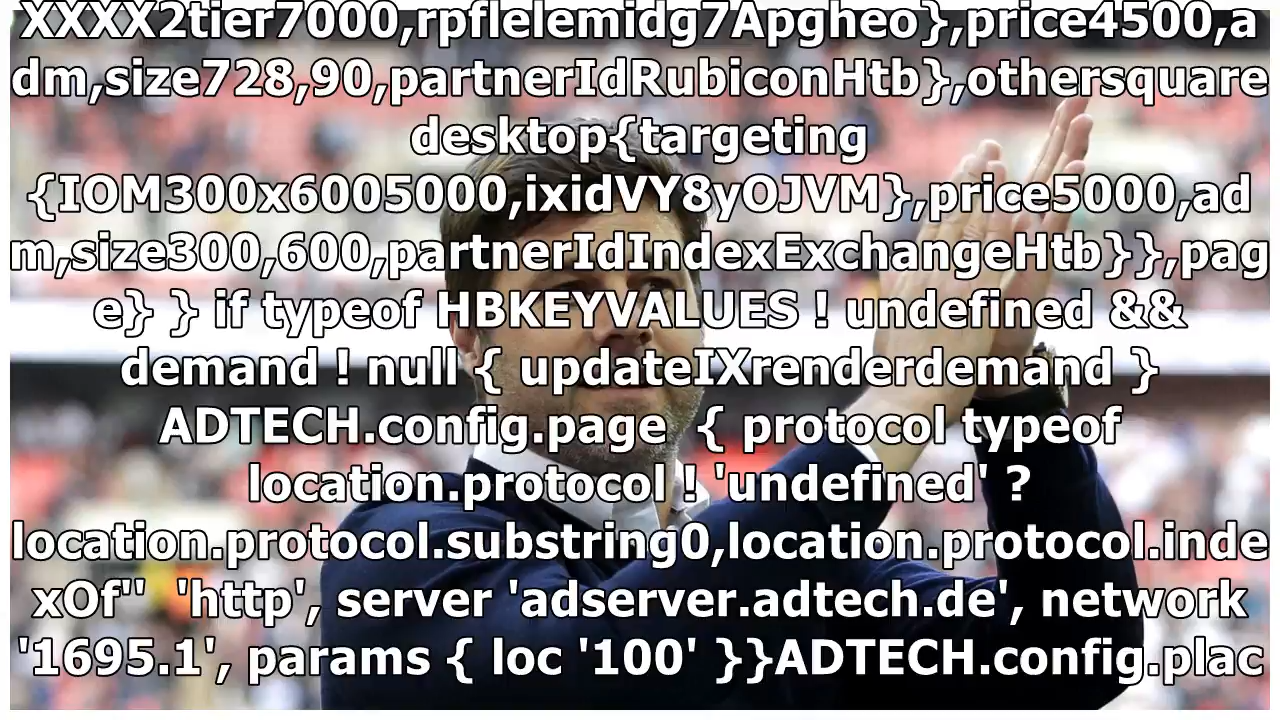 XXXX2tier7000,rpflelemidg7Apgheo},price4500,a
dm,size728,90,partnerIdRubiconHtb},othersquare
desktop{targeting
{IOM300x6005000,ixidVY8yOJVM},price5000,ad
m,size300,600,partnerIdIndexExchangeHtb}},pag
e} } if typeof HBKEYVALUES ! undefined &&
demand ! null { updateIXrenderdemand }
ADTECH.config.page  { protocol typeof
location.protocol ! 'undefined' ?
location.protocol.substring0,location.protocol.inde
xOf''  'http', server 'adserver.adtech.de', network
'1695.1', params { loc '100' }}ADTECH.config.plac